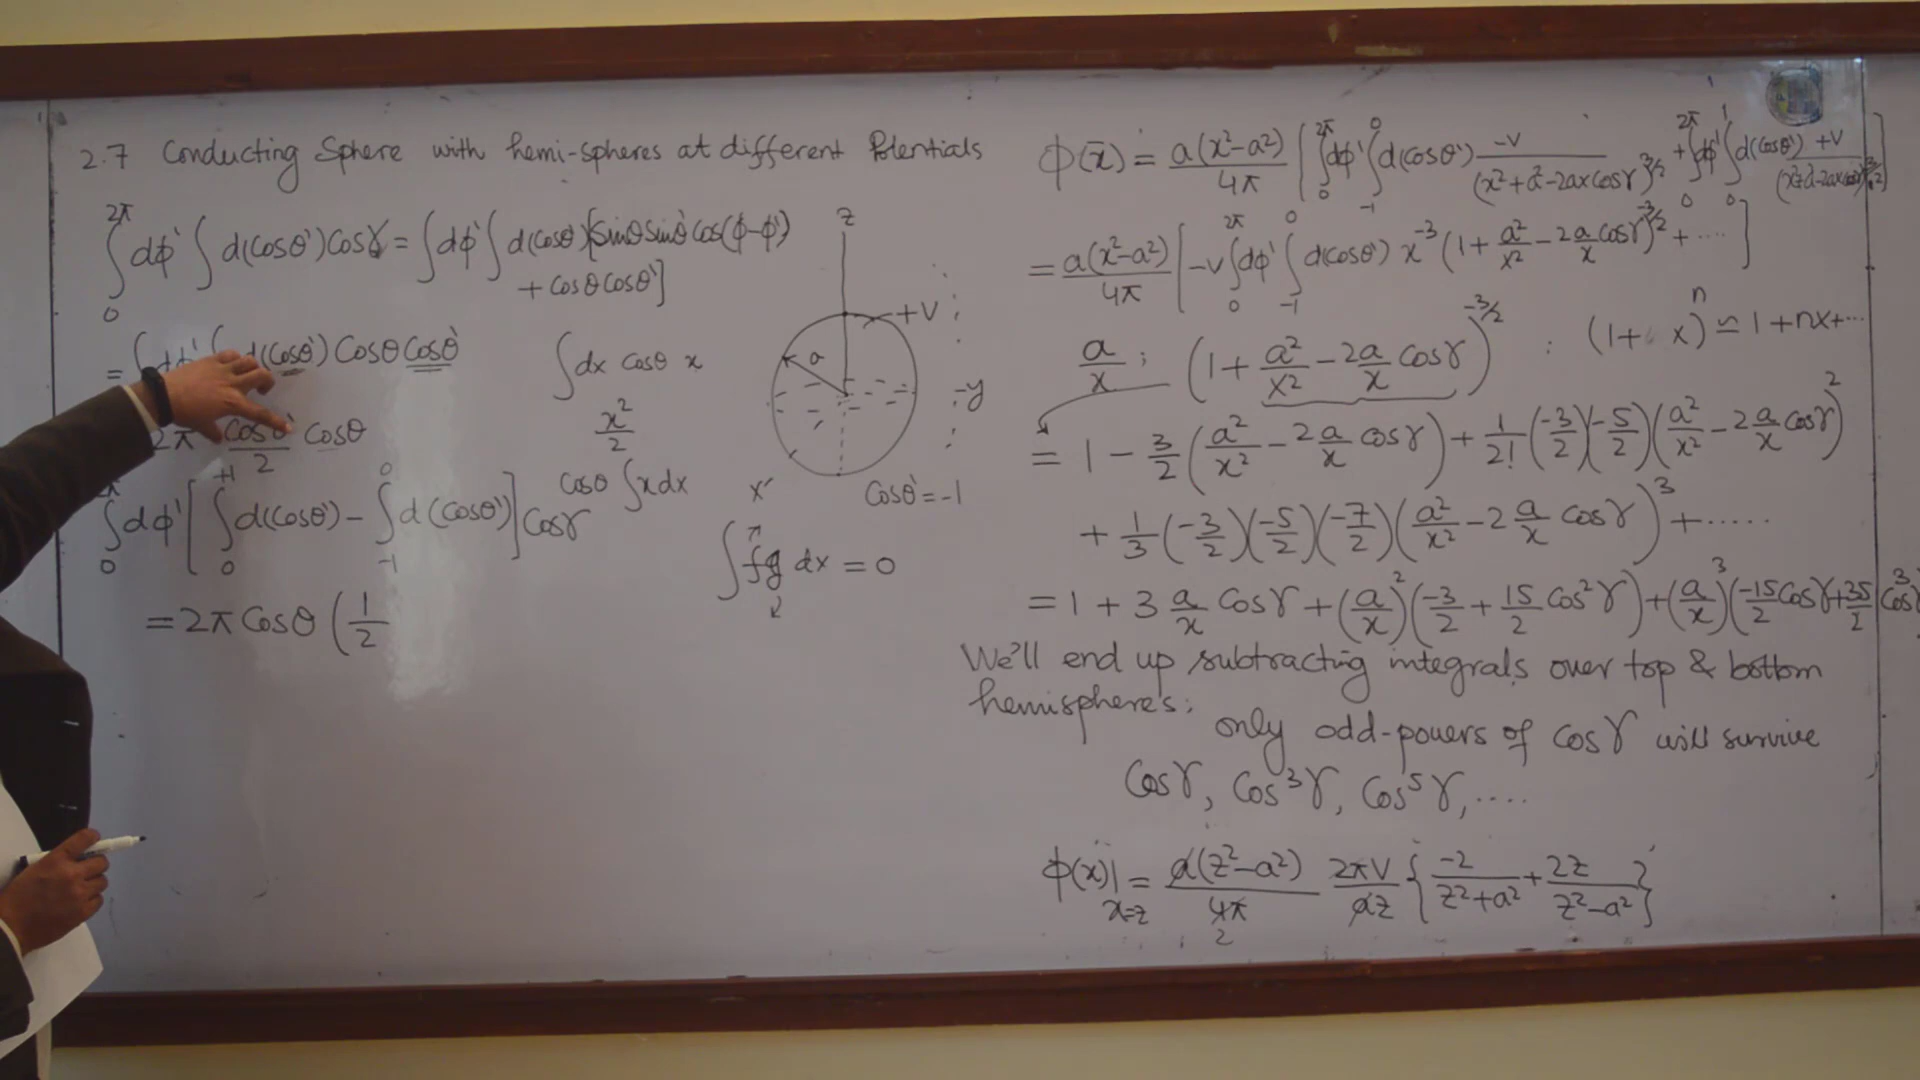 2.7 Conducting Sphere with hemi-spheres at different Potentials
∫₀^{2π} dφ' ∫ d(cosθ') cosγ = ∫dφ' ∫ d(cosθ') [sinθ sinθ' cos(φ-φ')
+ cosθ cosθ']
= ∫ dφ' ∫ d(cosθ') cosθ cosθ'
∫dx cosθ x
2π cosθ'/2 cosθ
x²/2
∫₀^{2π} dφ' [ ∫₀^{+1} d(cosθ') - ∫₋₁^0 d(cosθ') ] cosγ
cosθ ∫x dx
= 2π cosθ ( 1/2
z
+V
a
-y
x
cosθ' = -1
∫fg dx = 0
φ(x̄) = a(x²-a²)/4π [ ∫₀^{2π} dφ' ∫₋₁^0 d(cosθ') -V/(x²+a²-2ax cosγ)^{3/2} + ∫₀^{2π} dφ' ∫₀^1 d(cosθ') +V/(x²+a²-2ax cosγ)^{3/2} ]
= a(x²-a²)/4π [ -V ∫₀^{2π} dφ' ∫₋₁^0 d(cosθ') x^{-3} (1 + a²/x² - 2 a/x cosγ)^{-3/2} + .... ]
a/x ; (1 + a²/x² - 2a/x cosγ)^{-3/2} : (1+ x)^n ≃ 1+nx+...
= 1 - 3/2 (a²/x² - 2a/x cosγ) + 1/2! (-3/2)(-5/2)(a²/x² - 2a/x cosγ)²
+ 1/3 (-3/2)(-5/2)(-7/2)(a²/x² - 2 a/x cosγ)³ + .....
= 1 + 3 a/x cosγ + (a/x)² (-3/2 + 15/2 cos²γ) + (a/x)³ (-15/2 cosγ + 35/2 cos³γ)
We'll end up subtracting integrals over top & bottom
hemisphere's;
only odd-powers of cosγ will survive
cosγ, cos³γ, cos⁵γ, ....
φ(x)|_{x=z} = a(z²-a²)/4π 2 2πV/az { -2/z²+a² + 2z/z²-a² }